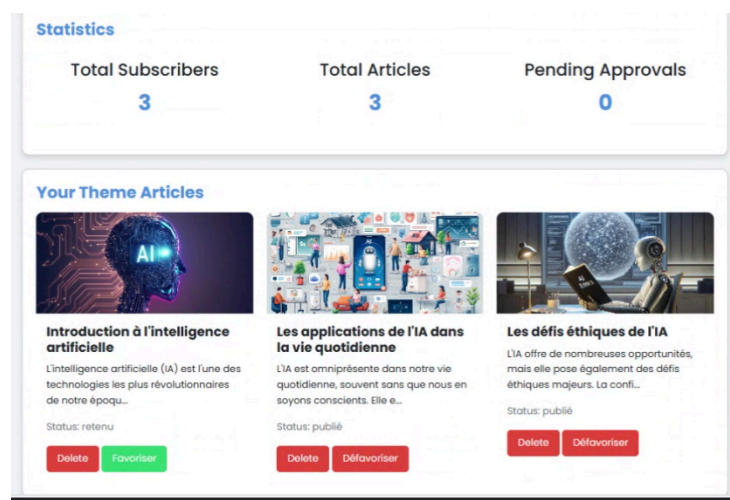 Statistics
Total Subscribers
Total Articles
Pending Approvals
3
3
0
Your Theme Articles
AI
Introduction à l'intelligence
artificielle
L'intelligence artificielle (IA) est l'une des
technologies les plus révolutionnaires
de notre époqu...
Status: retenu
Delete
Favoriser
Les applications de l'IA dans
la vie quotidienne
L'IA est omniprésente dans notre vie
quotidienne, souvent sans que nous en
soyons conscients. Elle e...
Status: publié
Delete
Défavoriser
Les défis éthiques de l'IA
L'IA offre de nombreuses opportunités,
mais elle pose également des défis
éthiques majeurs. La confi...
Status: publié
Delete
Défavoriser